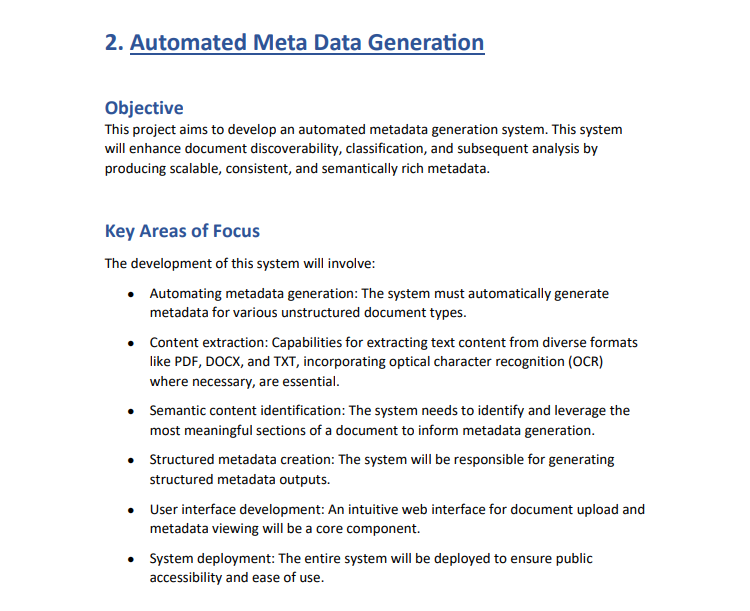 2. Automated Meta Data Generation
Objective
This project aims to develop an automated metadata generation system. This system
will enhance document discoverability, classification, and subsequent analysis by
producing scalable, consistent, and semantically rich metadata.
Key Areas of Focus
The development of this system will involve:
• Automating metadata generation: The system must automatically generate
metadata for various unstructured document types.
• Content extraction: Capabilities for extracting text content from diverse formats
like PDF, DOCX, and TXT, incorporating optical character recognition (OCR)
where necessary, are essential.
• Semantic content identification: The system needs to identify and leverage the
most meaningful sections of a document to inform metadata generation.
• Structured metadata creation: The system will be responsible for generating
structured metadata outputs.
• User interface development: An intuitive web interface for document upload and
metadata viewing will be a core component.
• System deployment: The entire system will be deployed to ensure public
accessibility and ease of use.